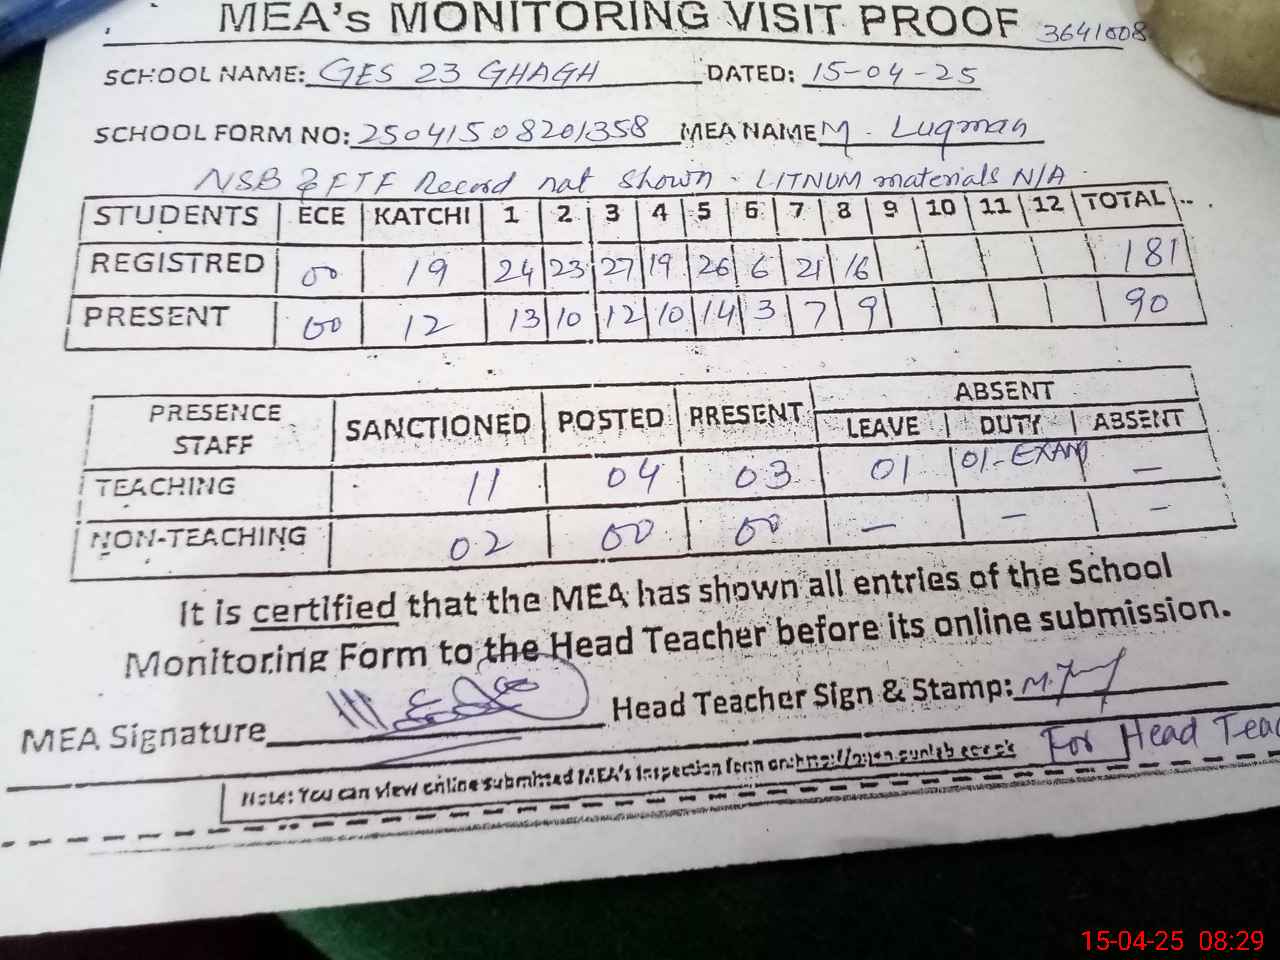 MEA's MONITORING VISIT PROOF 3641008
SCHOOL NAME: GES 23 GHAGH DATED: 15-04-25
SCHOOL FORM NO: 25041508201358 MEA NAME M. Luqman
NSB & FTF Record not shown - LITNUM materials N/A
STUDENTS ECE KATCHI 1 2 3 4 5 6 7 8 9 10 11 12 TOTAL
REGISTRED 00 19 24 23 27 19 26 6 21 16 181
PRESENT 00 12 13 10 12 10 14 3 7 9 90
PRESENCE STAFF SANCTIONED POSTED PRESENT ABSENT
LEAVE DUTY ABSENT
TEACHING 11 04 03 01 01-EXAM —
NON-TEACHING 02 00 00 — — —
It is certified that the MEA has shown all entries of the School
Monitoring Form to the Head Teacher before its online submission.
MEA Signature Head Teacher Sign & Stamp:
For Head Teac
Note: You can view online submitted MEA's Inspection form on:
15-04-25 08:29